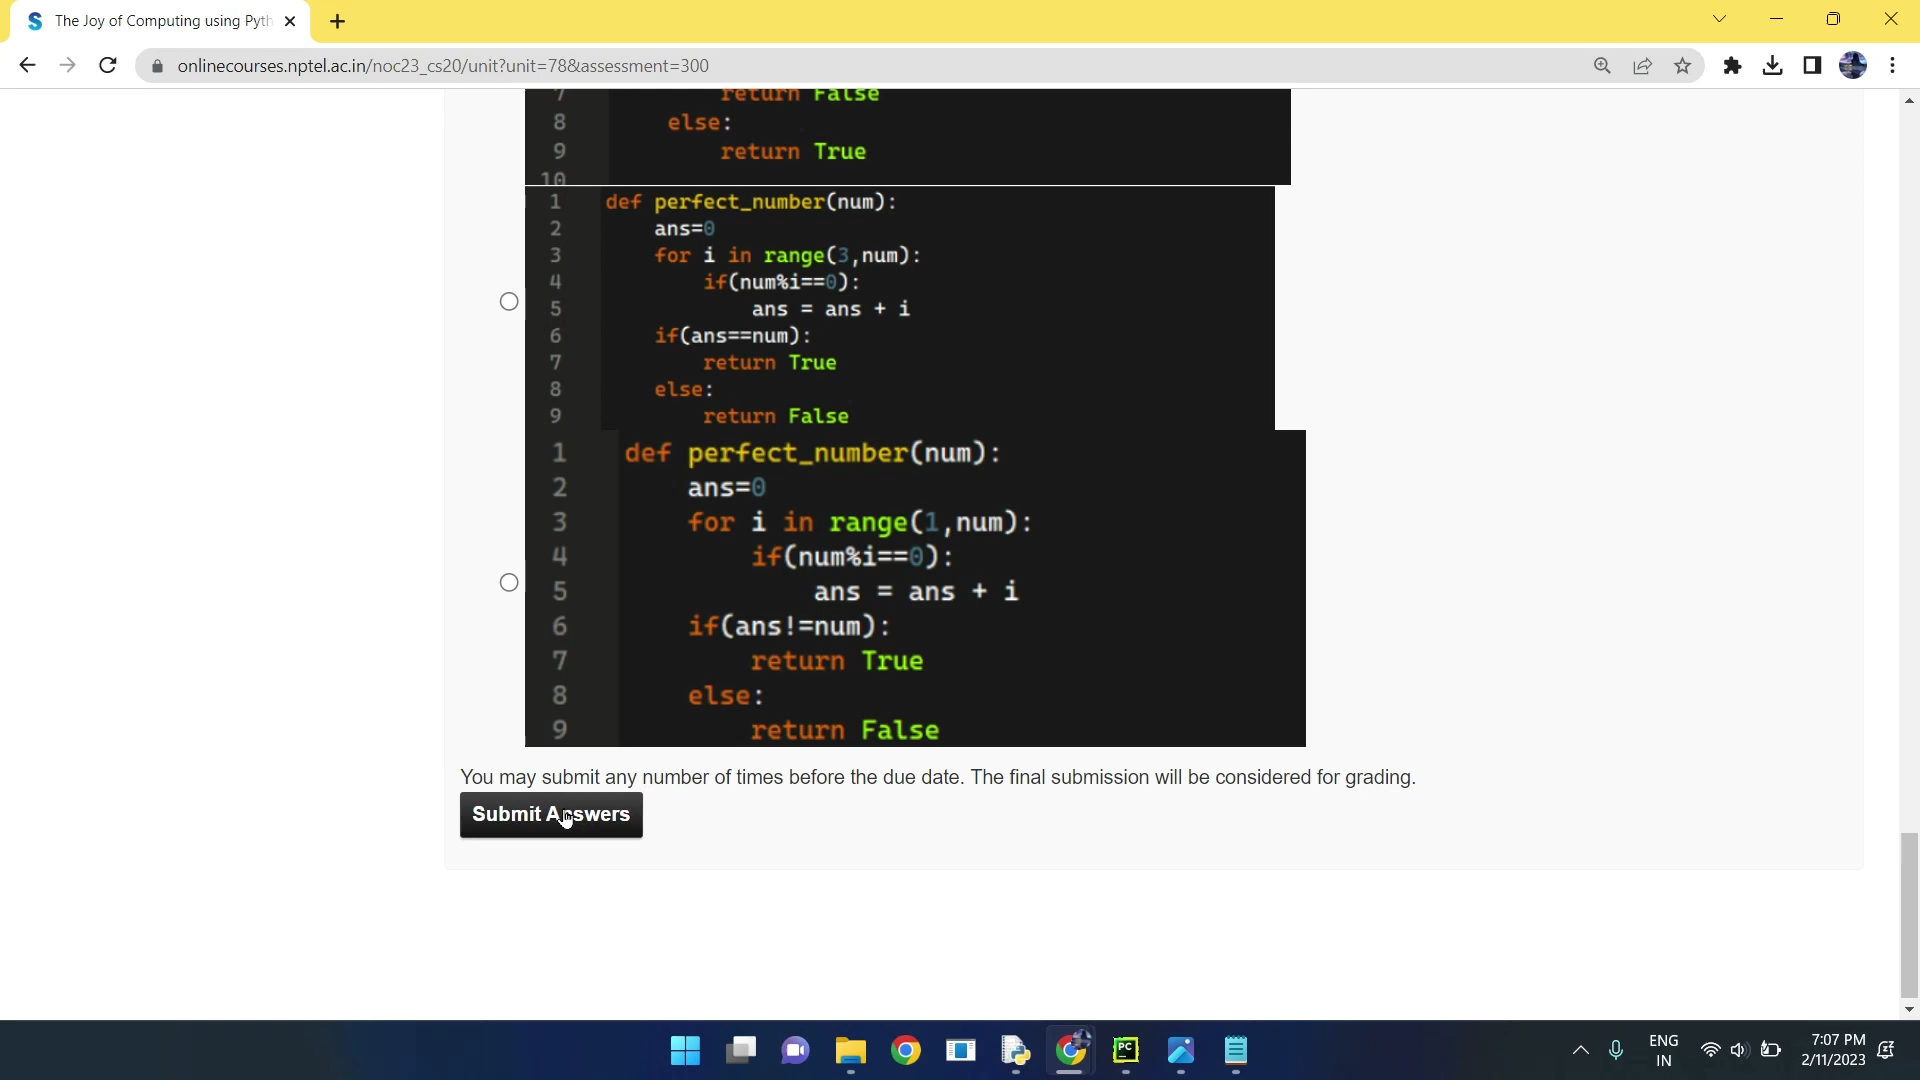 The Joy of Computing using Pyth
onlinecourses.nptel.ac.in/noc23_cs20/unit?unit=78&assessment=300
7 return False
8 else:
9 return True
10
1 def perfect_number(num):
2 ans=0
3 for i in range(3,num):
4 if(num%i==0):
5 ans = ans + i
6 if(ans==num):
7 return True
8 else:
9 return False
1 def perfect_number(num):
2 ans=0
3 for i in range(1,num):
4 if(num%i==0):
5 ans = ans + i
6 if(ans!=num):
7 return True
8 else:
9 return False
You may submit any number of times before the due date. The final submission will be considered for grading.
Submit Answers
PC
ENG
IN
7:07 PM
2/11/2023